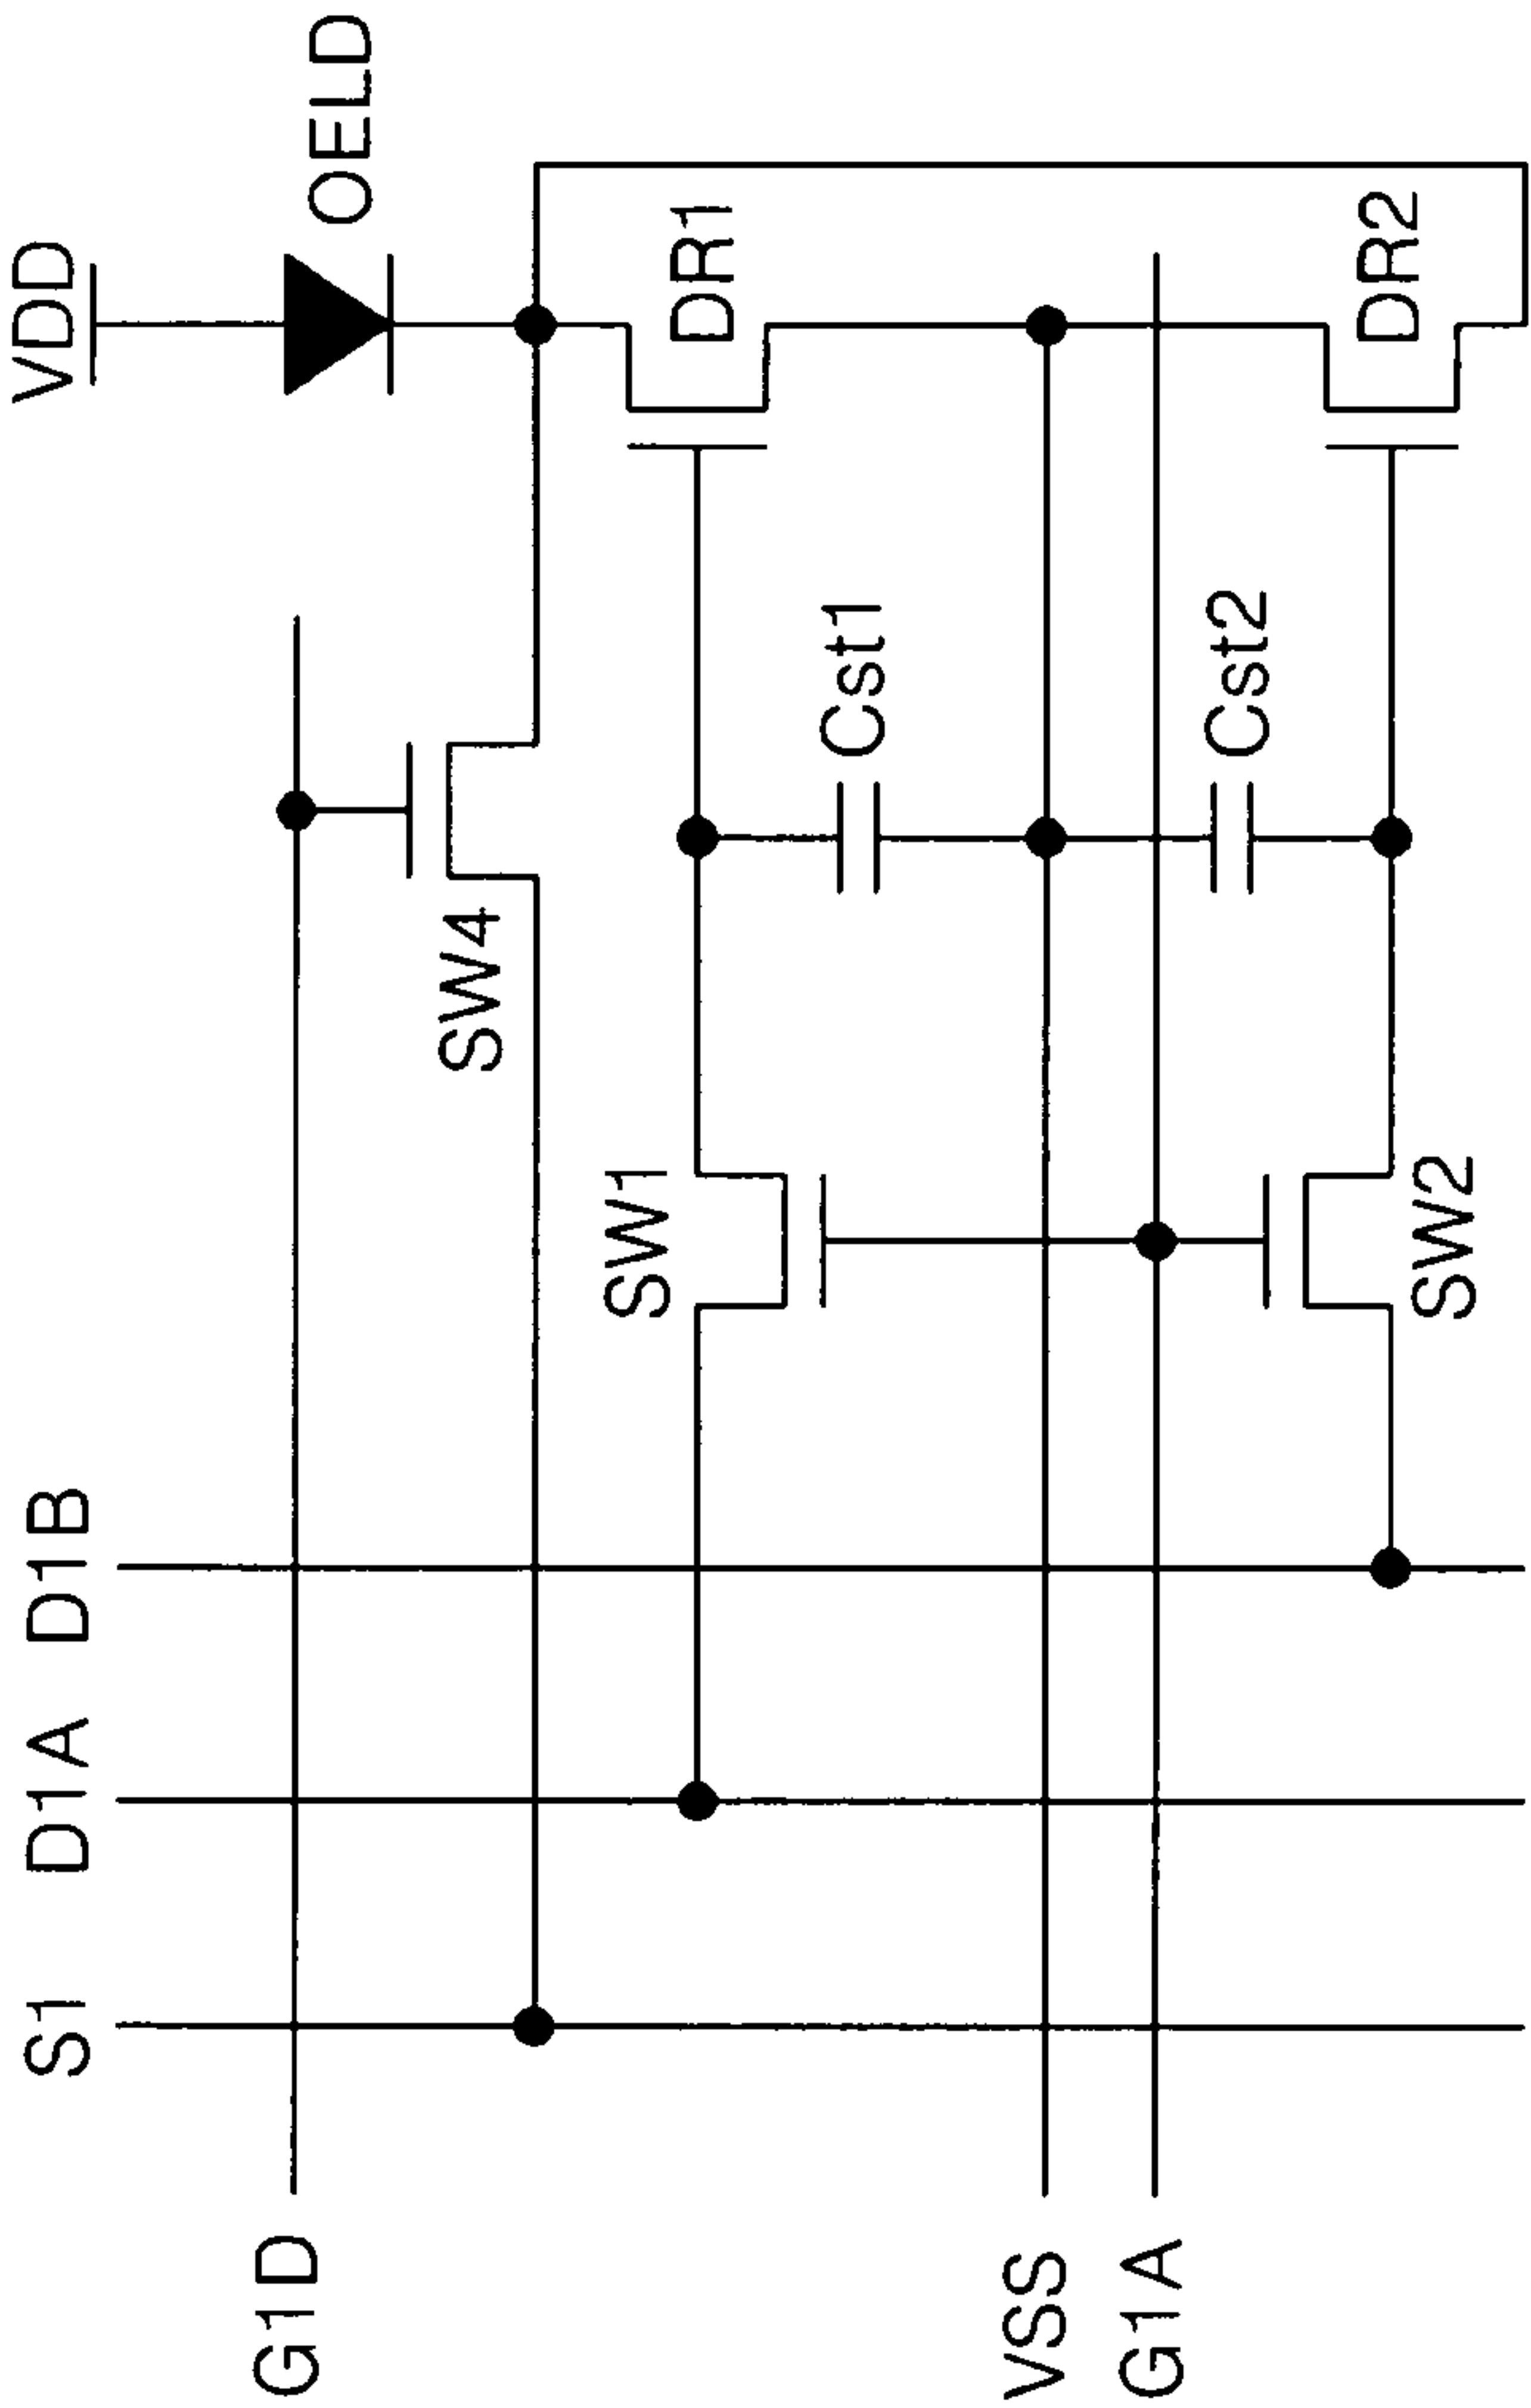 S1
D1A
D1B
VDD
OELD
G1D
SW4
SW1
DR1
Cst1
VSS
G1A
Cst2
SW2
DR2